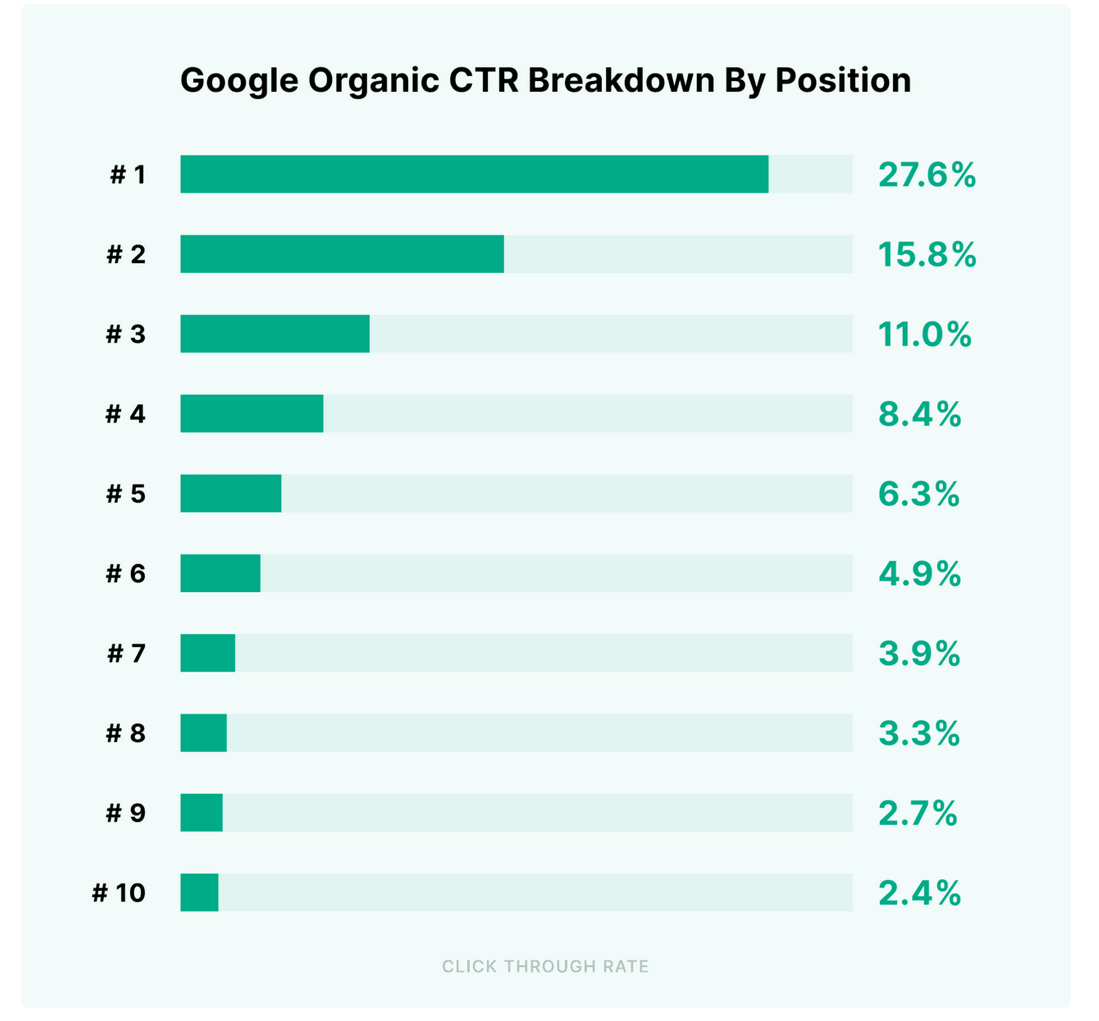 Google Organic CTR Breakdown By Position
# 1 27.6%
# 2 15.8%
# 3 11.0%
# 4 8.4%
# 5 6.3%
# 6 4.9%
# 7 3.9%
# 8 3.3%
# 9 2.7%
# 10 2.4%
CLICK THROUGH RATE